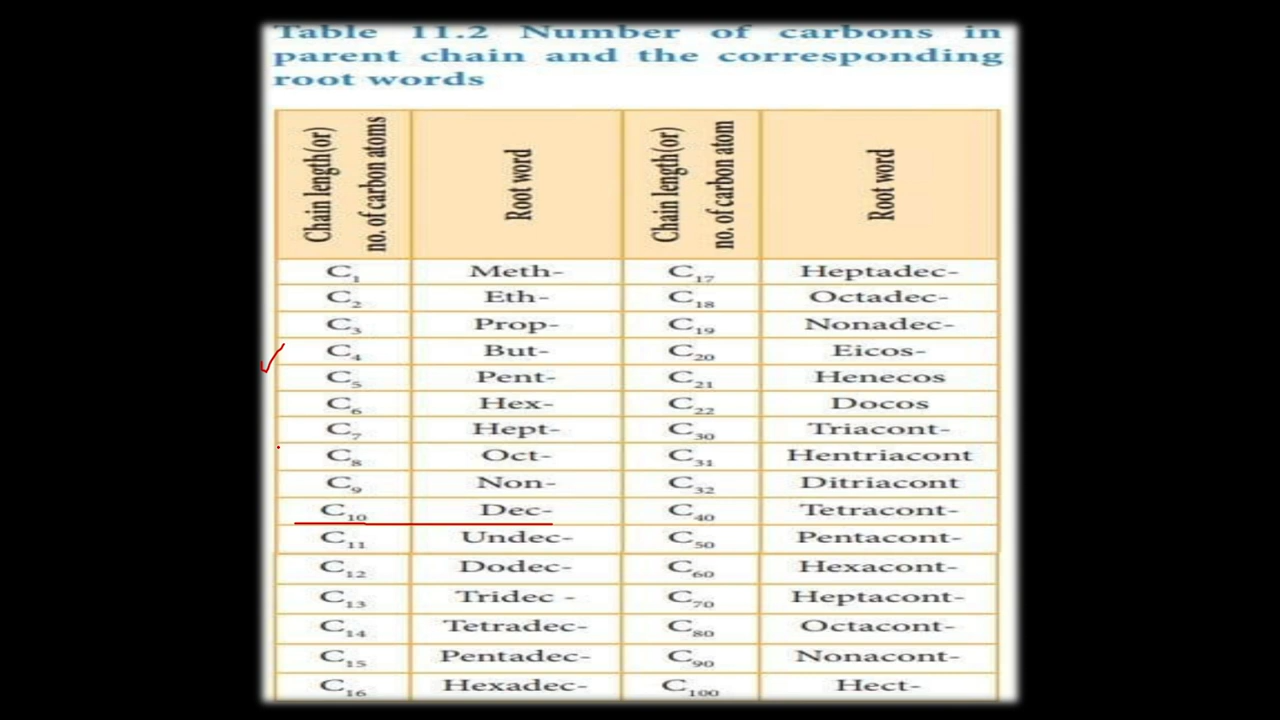 Table 11.2 Number of carbons in
parent chain and the corresponding
root words
Chain length(or)
no. of carbon atoms
Root word
Chain length(or)
no. of carbon atom
Root word
C₁ Meth- C₁₇ Heptadec-
C₂ Eth- C₁₈ Octadec-
C₃ Prop- C₁₉ Nonadec-
C₄ But- C₂₀ Eicos-
C₅ Pent- C₂₁ Henecos
C₆ Hex- C₂₂ Docos
C₇ Hept- C₃₀ Triacont-
C₈ Oct- C₃₁ Hentriacont
C₉ Non- C₃₂ Ditriacont
C₁₀ Dec- C₄₀ Tetracont-
C₁₁ Undec- C₅₀ Pentacont-
C₁₂ Dodec- C₆₀ Hexacont-
C₁₃ Tridec - C₇₀ Heptacont-
C₁₄ Tetradec- C₈₀ Octacont-
C₁₅ Pentadec- C₉₀ Nonacont-
C₁₆ Hexadec- C₁₀₀ Hect-